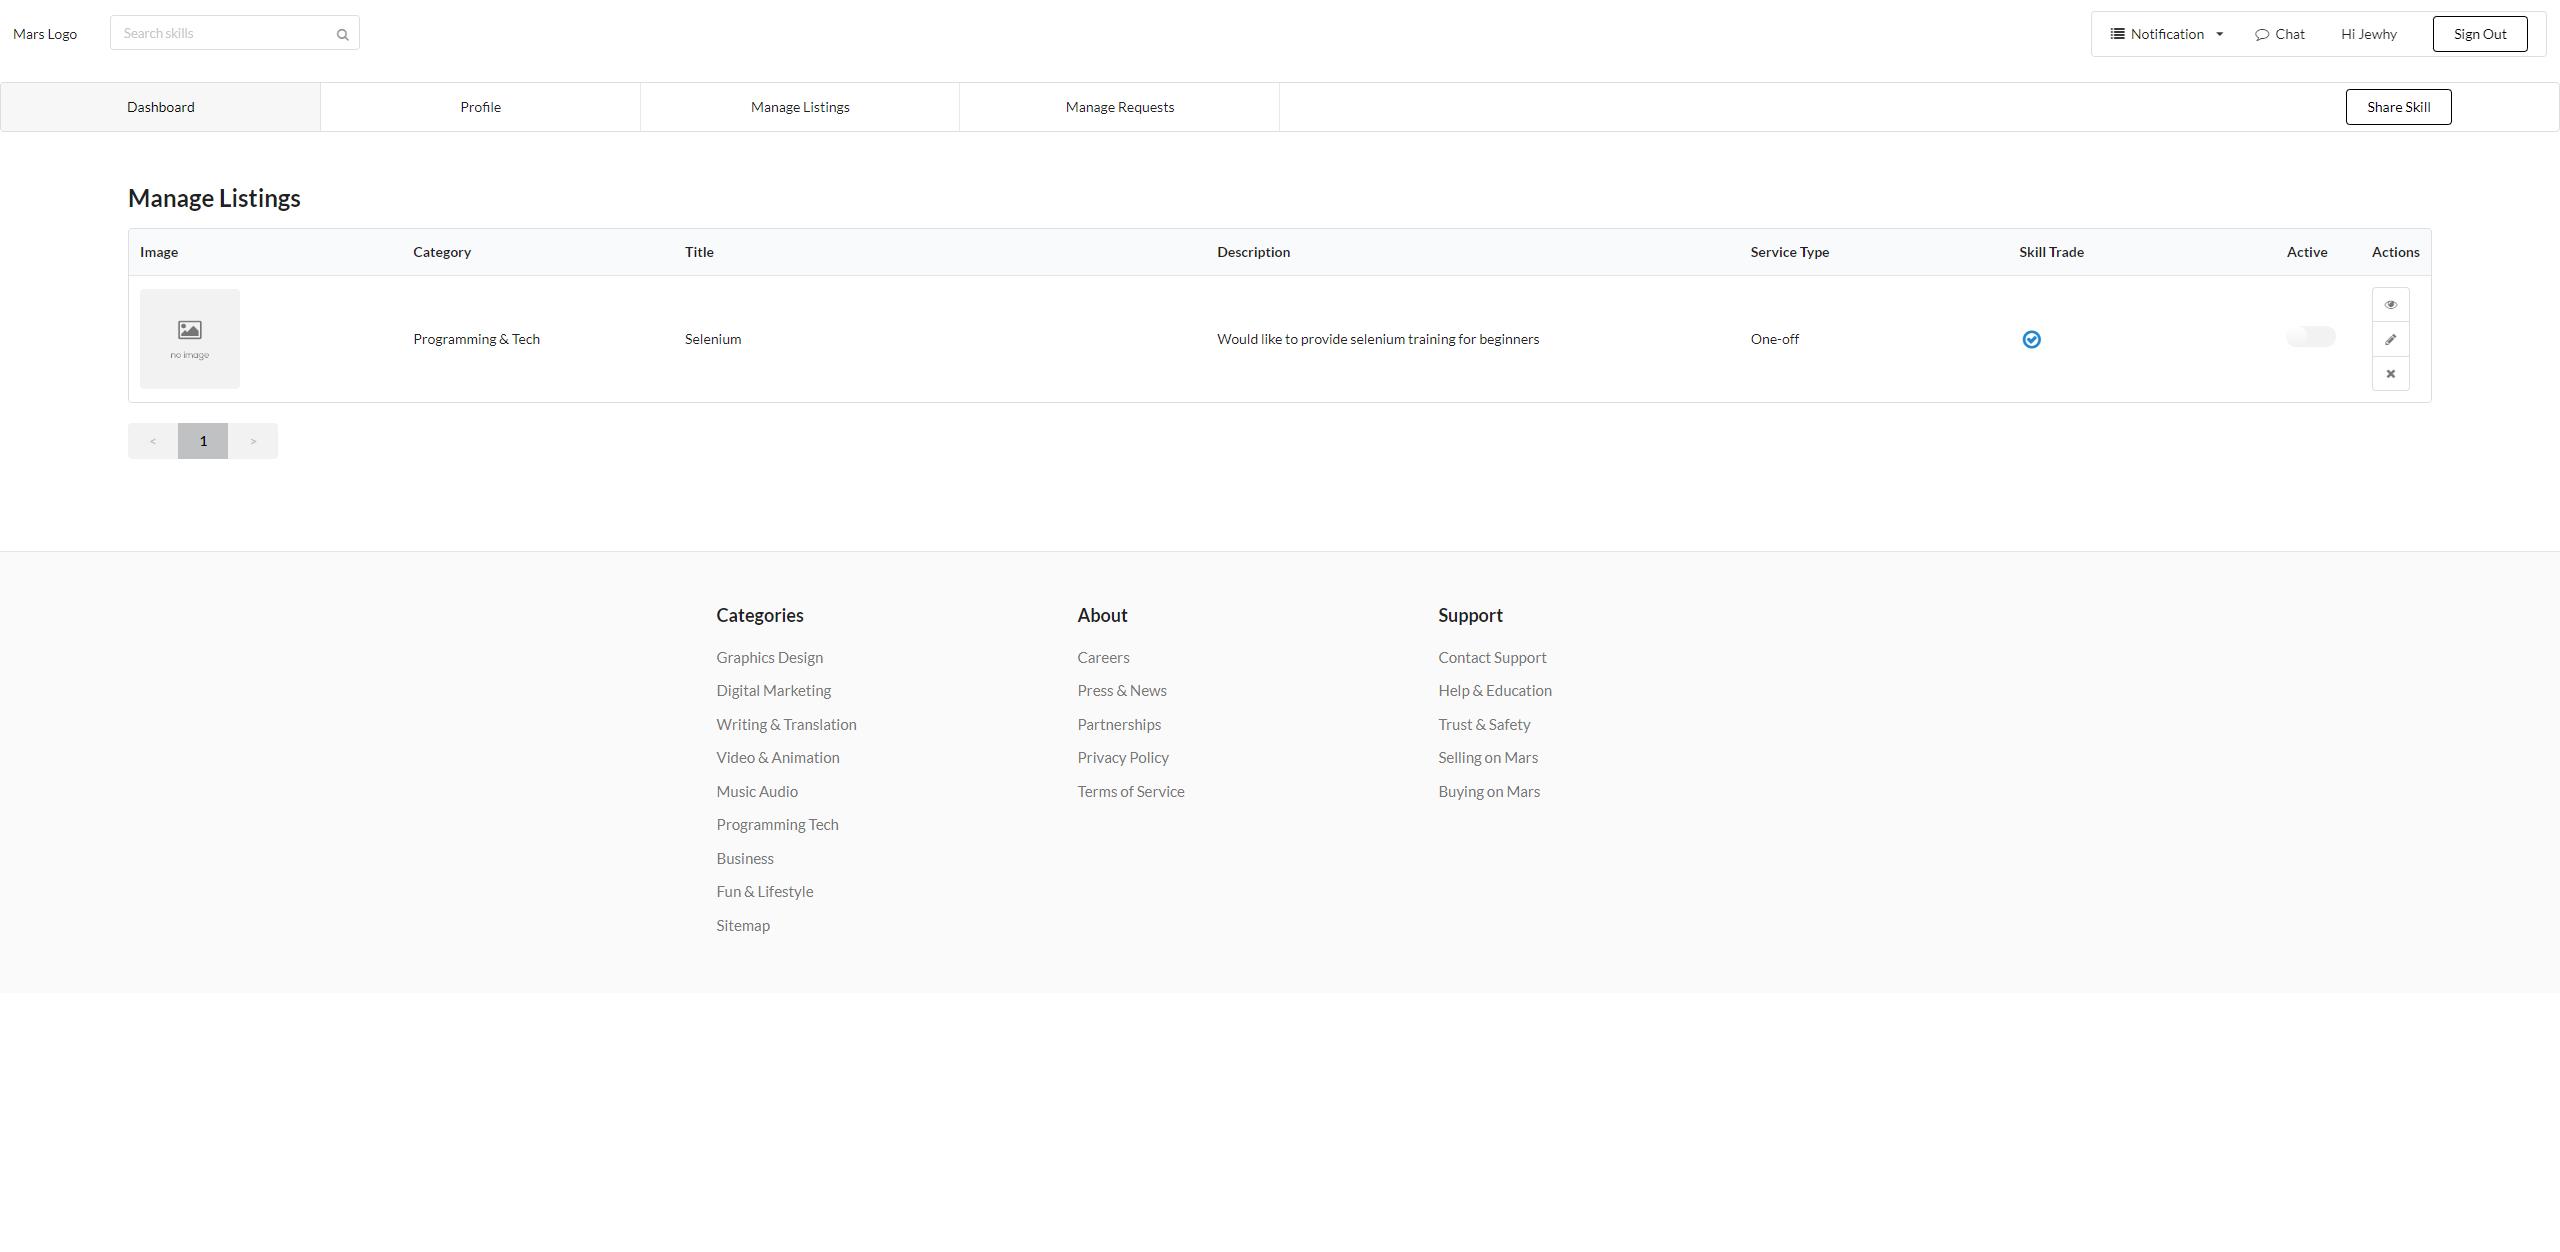 Mars Logo
Search skills
Notification
Chat
Hi Jewhy
Sign Out
Dashboard
Profile
Manage Listings
Manage Requests
Share Skill
Manage Listings
Image Category Title Description Service Type Skill Trade Active Actions
no image
Programming & Tech Selenium Would like to provide selenium training for beginners One-off
< 1 >
Categories
Graphics Design
Digital Marketing
Writing & Translation
Video & Animation
Music Audio
Programming Tech
Business
Fun & Lifestyle
Sitemap
About
Careers
Press & News
Partnerships
Privacy Policy
Terms of Service
Support
Contact Support
Help & Education
Trust & Safety
Selling on Mars
Buying on Mars